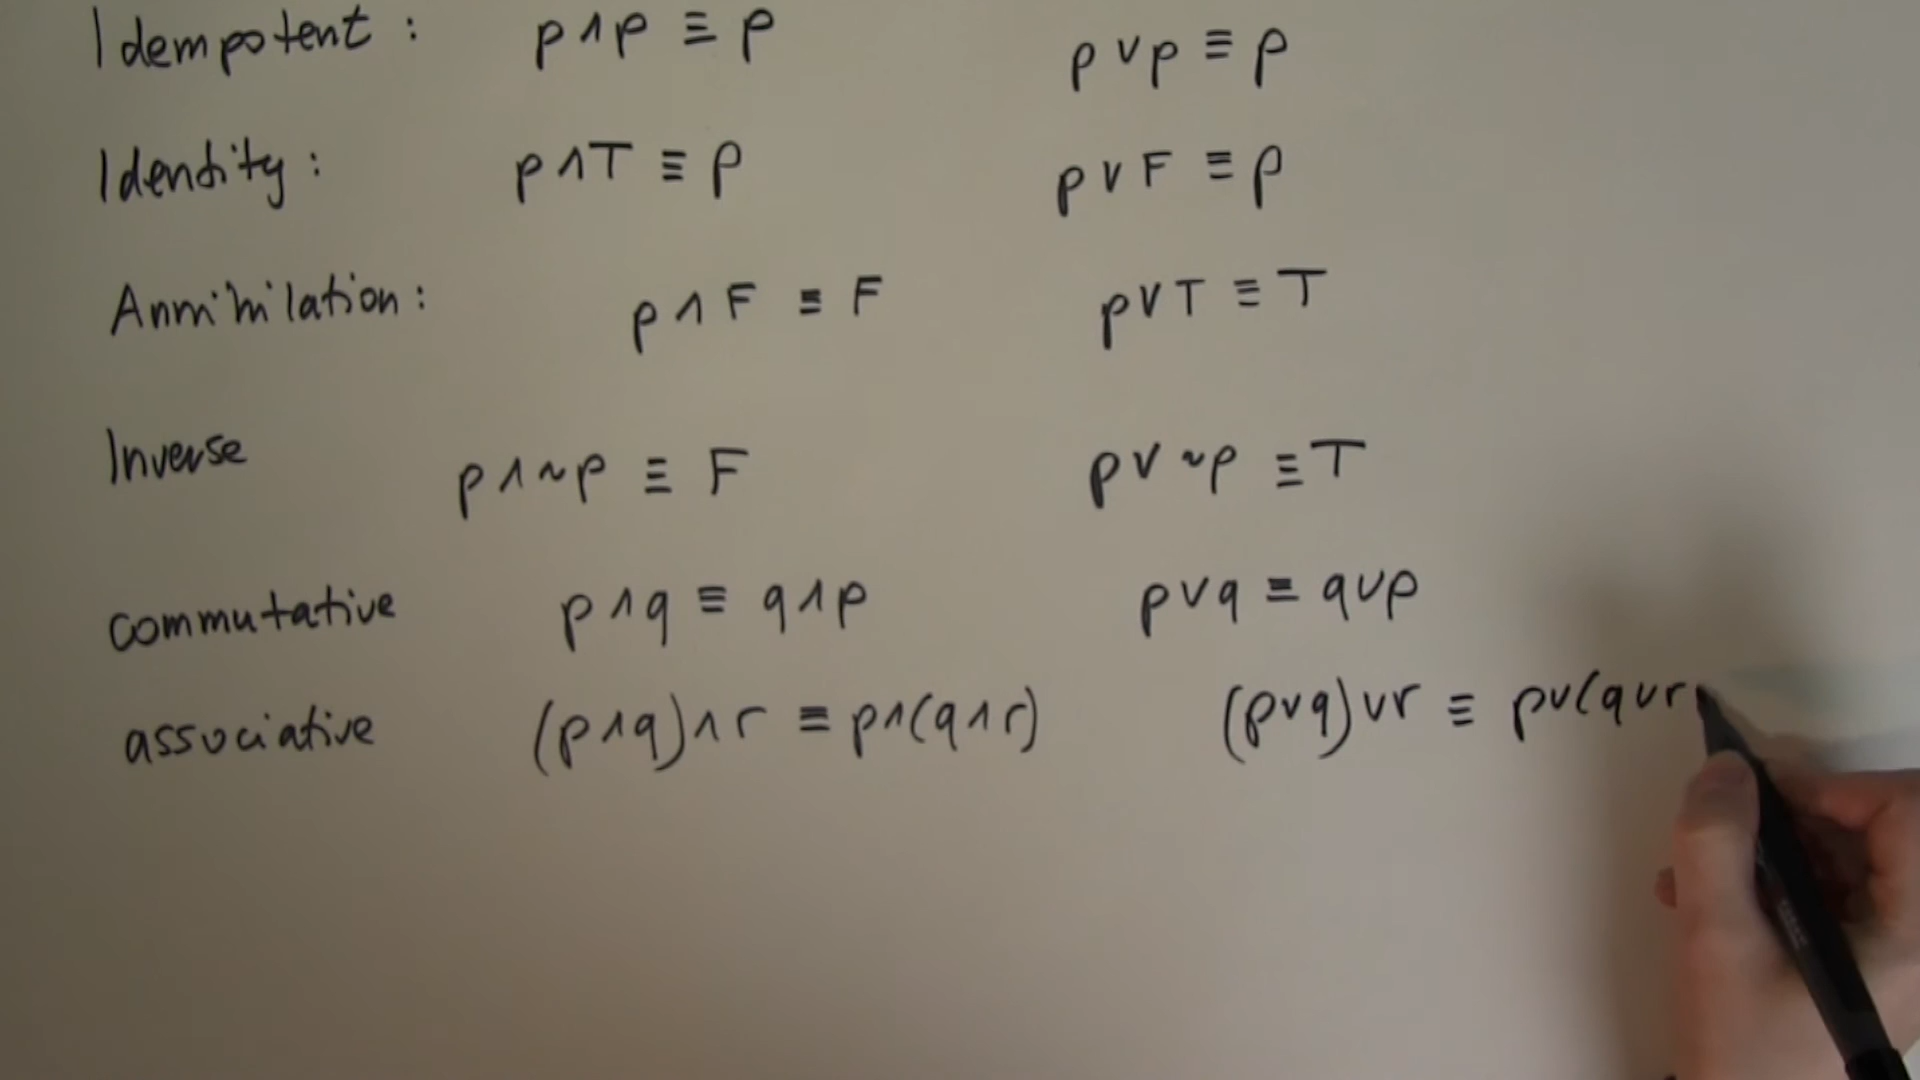 Idempotent : p ∧ p ≡ p p ∨ p ≡ p
Identity : p ∧ T ≡ p p ∨ F ≡ p
Annihilation : p ∧ F ≡ F p ∨ T ≡ T
Inverse p ∧ ~p ≡ F p ∨ ~p ≡ T
commutative p ∧ q ≡ q ∧ p p ∨ q ≡ q ∨ p
associative (p ∧ q) ∧ r ≡ p ∧ (q ∧ r) (p ∨ q) ∨ r ≡ p ∨ (q ∨ r